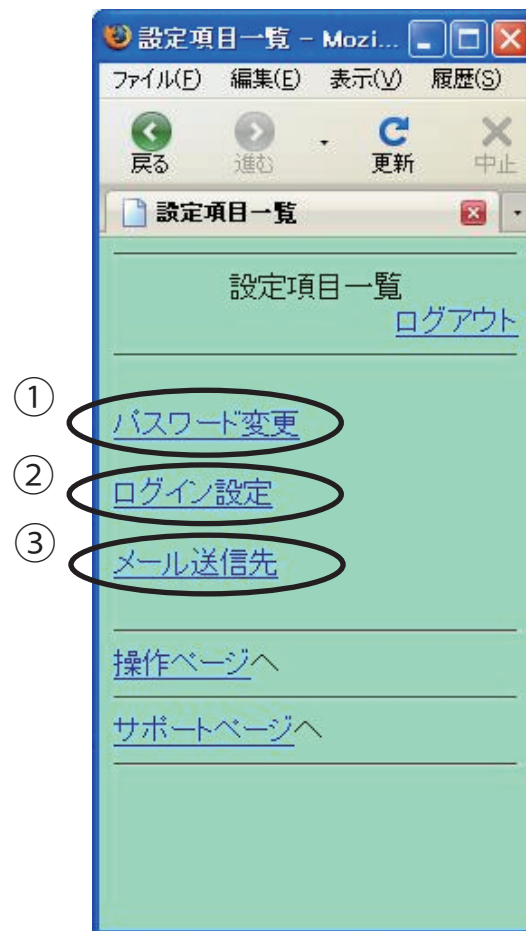 設定項目一覧 - Mozi...
ファイル(F) 編集(E) 表示(V) 履歴(S)
戻る 進む 更新 中止
設定項目一覧
設定項目一覧
ログアウト
① パスワード変更
② ログイン設定
③ メール送信先
操作ページへ
サポートページへ